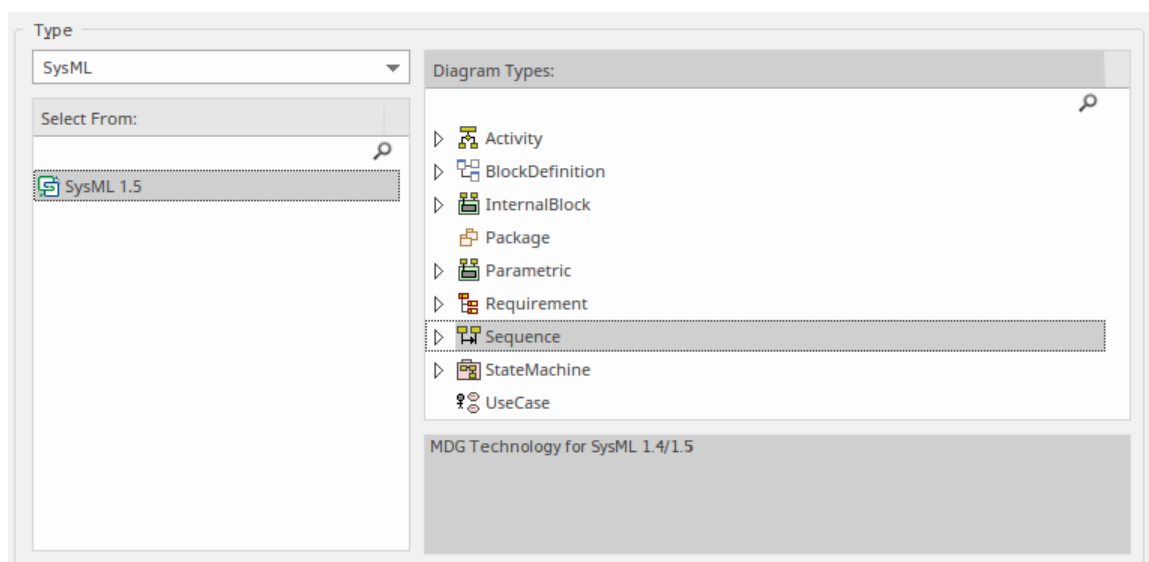 Type
SysML
Select From:
SysML 1.5
Diagram Types:
Activity
BlockDefinition
InternalBlock
Package
Parametric
Requirement
Sequence
StateMachine
UseCase
MDG Technology for SysML 1.4/1.5